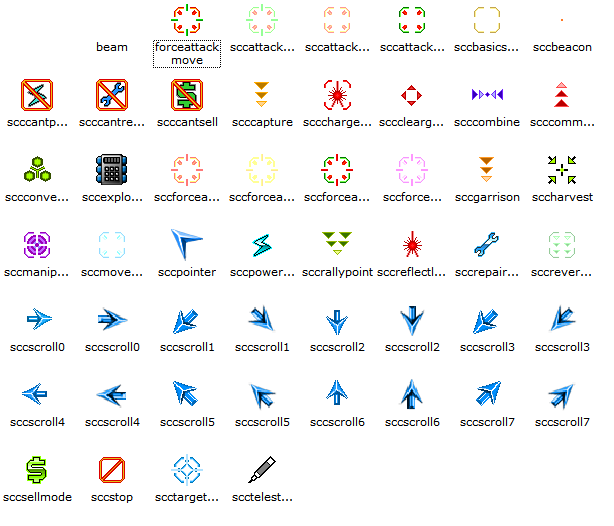 beam forceattack sccattack... sccattack... sccattack... sccbasics... sccbeacon
move
scccantp... scccantre... scccantsell scccapture scccharge... scccclearg... scccombine scccomm...
sccconve... sccexplo... sccforcea... sccforcea... sccforcea... sccforce... sccgarrison sccharvest
sccmanip... sccmove... sccpointer sccpower... sccrallypoint sccreflectl... sccrepair... sccrever...
sccscroll0 sccscroll0 sccscroll1 sccscroll1 sccscroll2 sccscroll2 sccscroll3 sccscroll3
sccscroll4 sccscroll4 sccscroll5 sccscroll5 sccscroll6 sccscroll6 sccscroll7 sccscroll7
sccsellmode sccstop scctarget... scctelest...